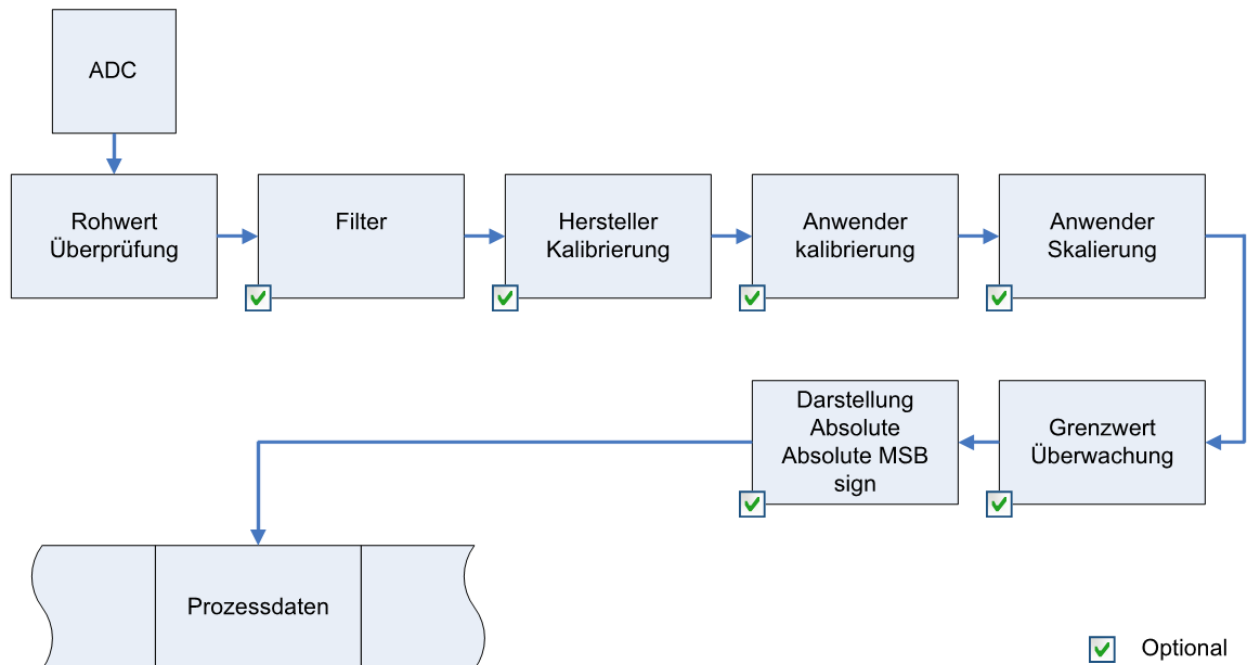 ADC
Rohwert
Überprüfung
Filter
Hersteller
Kalibrierung
Anwender
kalibrierung
Anwender
Skalierung
Grenzwert
Überwachung
Darstellung
Absolute
Absolute MSB
sign
Prozessdaten
Optional